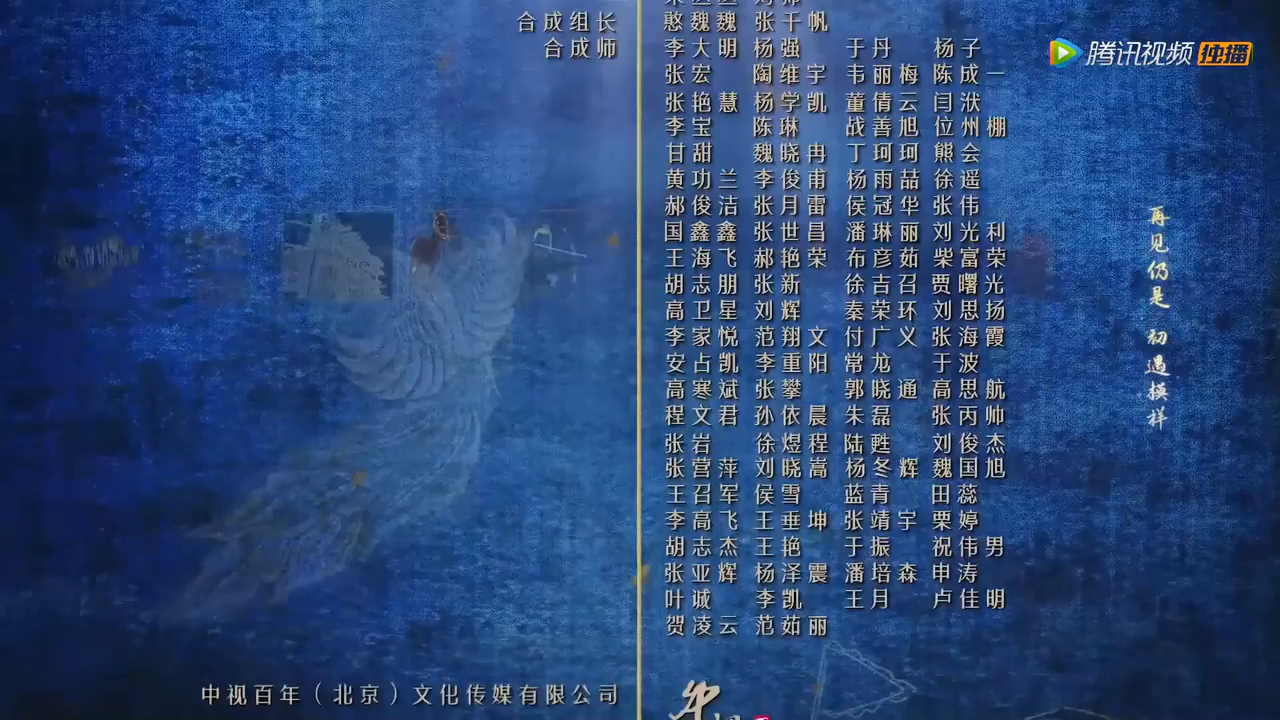 合成组长 憨魏魏 张干帆
合成师 李大明 杨强 于丹 杨子
张宏 陶维宇 韦丽梅 陈成一
张艳慧 杨学凯 董倩云 闫洑
李宝 陈琳 战善旭 位州棚
甘甜 魏晓冉 丁珂珂 熊会
黄功兰 李俊甫 杨雨喆 徐遥
郝俊洁 张月雷 侯冠华 张伟
国鑫鑫 张世昌 潘琳丽 刘光利
王海飞 郝艳荣 布彦茹 柴富荣
胡志朋 张新 徐吉召 贾曙光
高卫星 刘辉 秦荣环 刘思扬
李家悦 范翔文 付广义 张海霞
安占凯 李重阳 常龙 于波
高寒斌 张攀 郭晓通 高思航
程文君 孙依晨 朱磊 张丙帅
张岩 徐煜程 陆甦 刘俊杰
张营萍 刘晓嵩 杨冬辉 魏国旭
王召军 侯雪 蓝青 田蕊
李高飞 王垂坤 张靖宇 栗婷
胡志杰 王艳 于振 祝伟男
张亚辉 杨泽震 潘培森 申涛
叶诚 李凯 王月 卢佳明
贺凌云 范茹丽
中视百年（北京）文化传媒有限公司
腾讯视频 独播
再见仍是 初遇模样